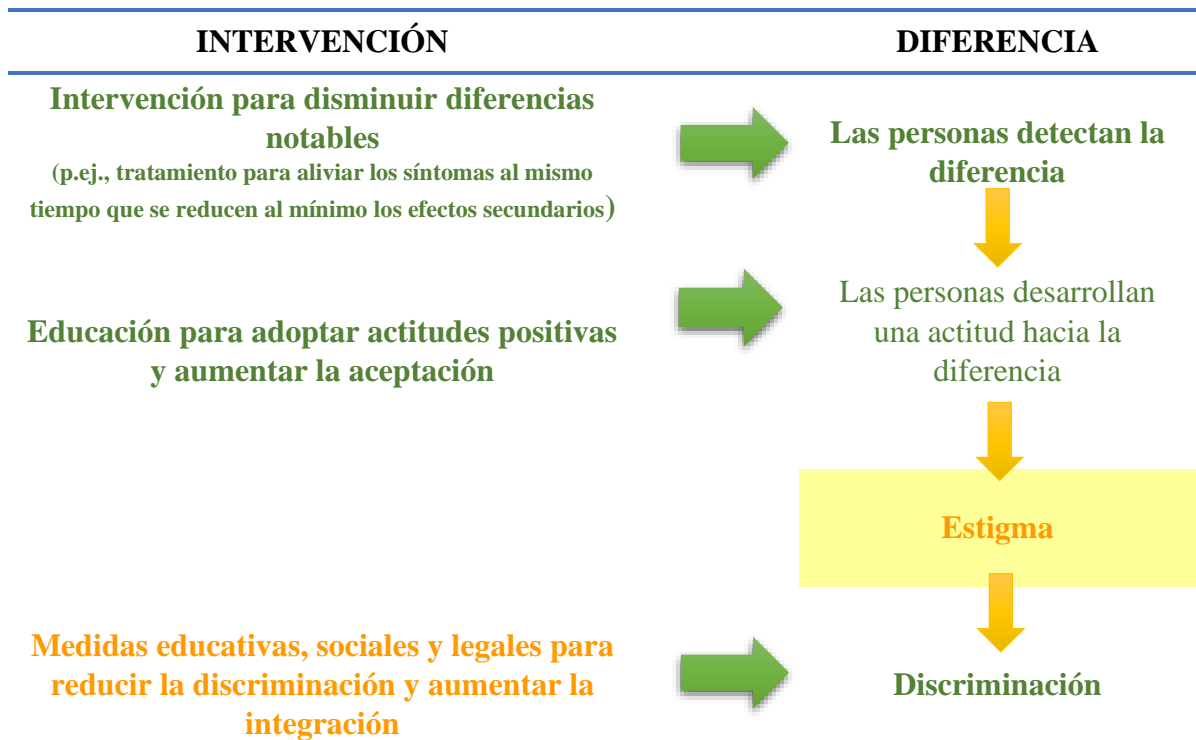 INTERVENCIÓN
DIFERENCIA
Intervención para disminuir diferencias
notables
(p.ej., tratamiento para aliviar los síntomas al mismo
tiempo que se reducen al mínimo los efectos secundarios)
Las personas detectan la
diferencia
Educación para adoptar actitudes positivas
y aumentar la aceptación
Las personas desarrollan
una actitud hacia la
diferencia
Estigma
Medidas educativas, sociales y legales para
reducir la discriminación y aumentar la
integración
Discriminación